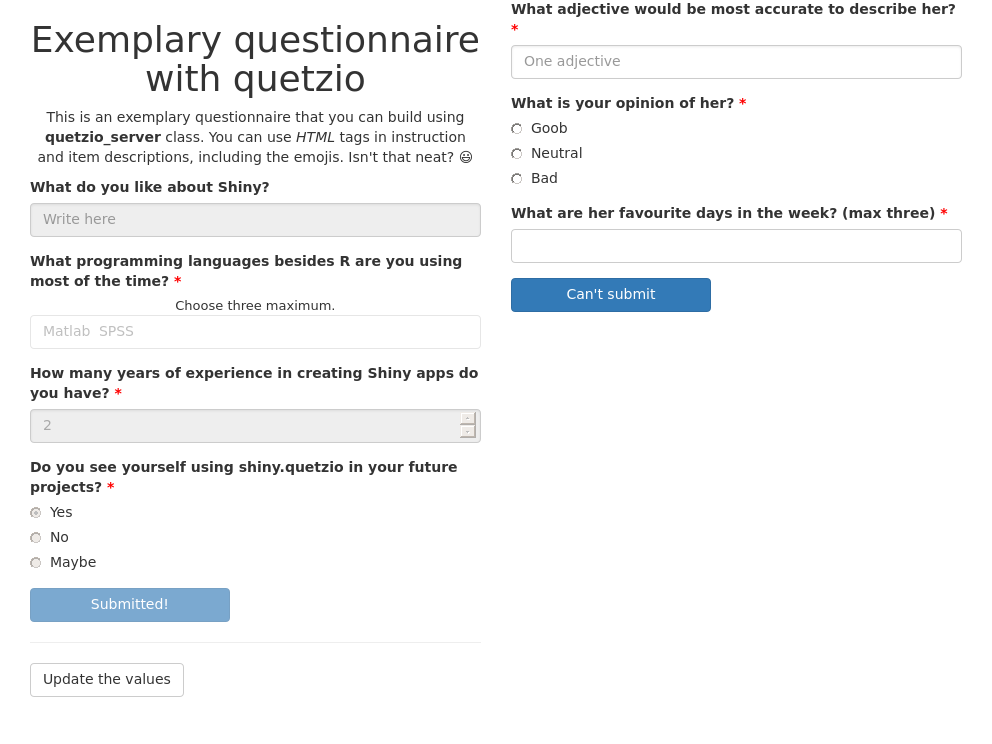 Exemplary questionnaire
with quetzio
This is an exemplary questionnaire that you can build using
quetzio_server class. You can use HTML tags in instruction
and item descriptions, including the emojis. Isn't that neat? 😃
What do you like about Shiny?
Write here
What programming languages besides R are you using
most of the time? *
Choose three maximum.
Matlab SPSS
How many years of experience in creating Shiny apps do
you have? *
2
Do you see yourself using shiny.quetzio in your future
projects? *
Yes
No
Maybe
Submitted!
Update the values
What adjective would be most accurate to describe her?
*
One adjective
What is your opinion of her? *
Goob
Neutral
Bad
What are her favourite days in the week? (max three) *
Can't submit